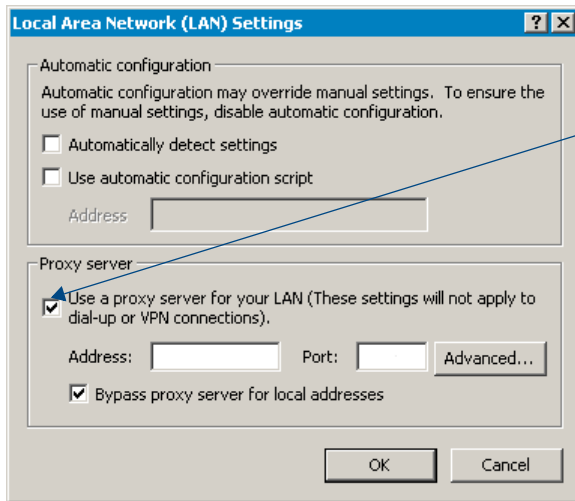 Local Area Network (LAN) Settings
Automatic configuration
Automatic configuration may override manual settings. To ensure the
use of manual settings, disable automatic configuration.
Automatically detect settings
Use automatic configuration script
Address
Proxy server
Use a proxy server for your LAN (These settings will not apply to
dial-up or VPN connections).
Address: Port: Advanced...
Bypass proxy server for local addresses
OK Cancel